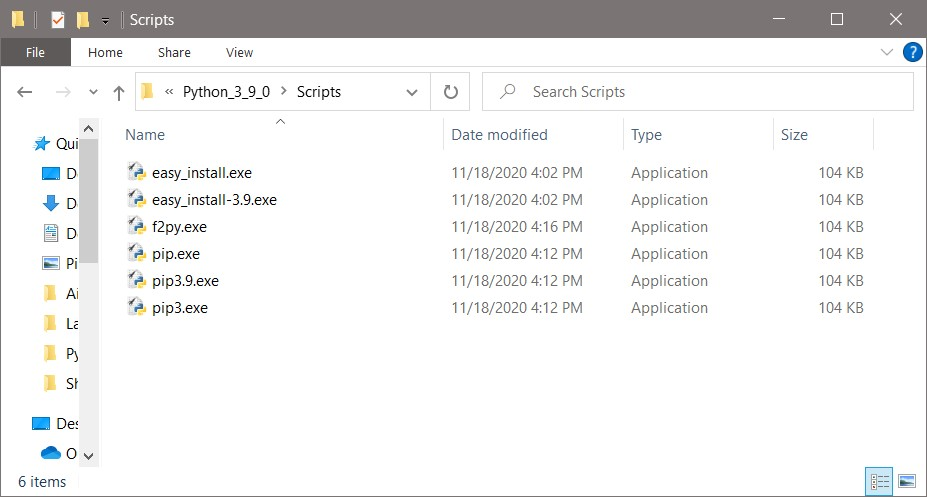 Scripts
File Home Share View
« Python_3_9_0 > Scripts Search Scripts
Name Date modified Type Size
easy_install.exe 11/18/2020 4:02 PM Application 104 KB
easy_install-3.9.exe 11/18/2020 4:02 PM Application 104 KB
f2py.exe 11/18/2020 4:16 PM Application 104 KB
pip.exe 11/18/2020 4:12 PM Application 104 KB
pip3.9.exe 11/18/2020 4:12 PM Application 104 KB
pip3.exe 11/18/2020 4:12 PM Application 104 KB
Qui
D
D
D
Pi
Ai
La
Py
Sh
Des
O
6 items